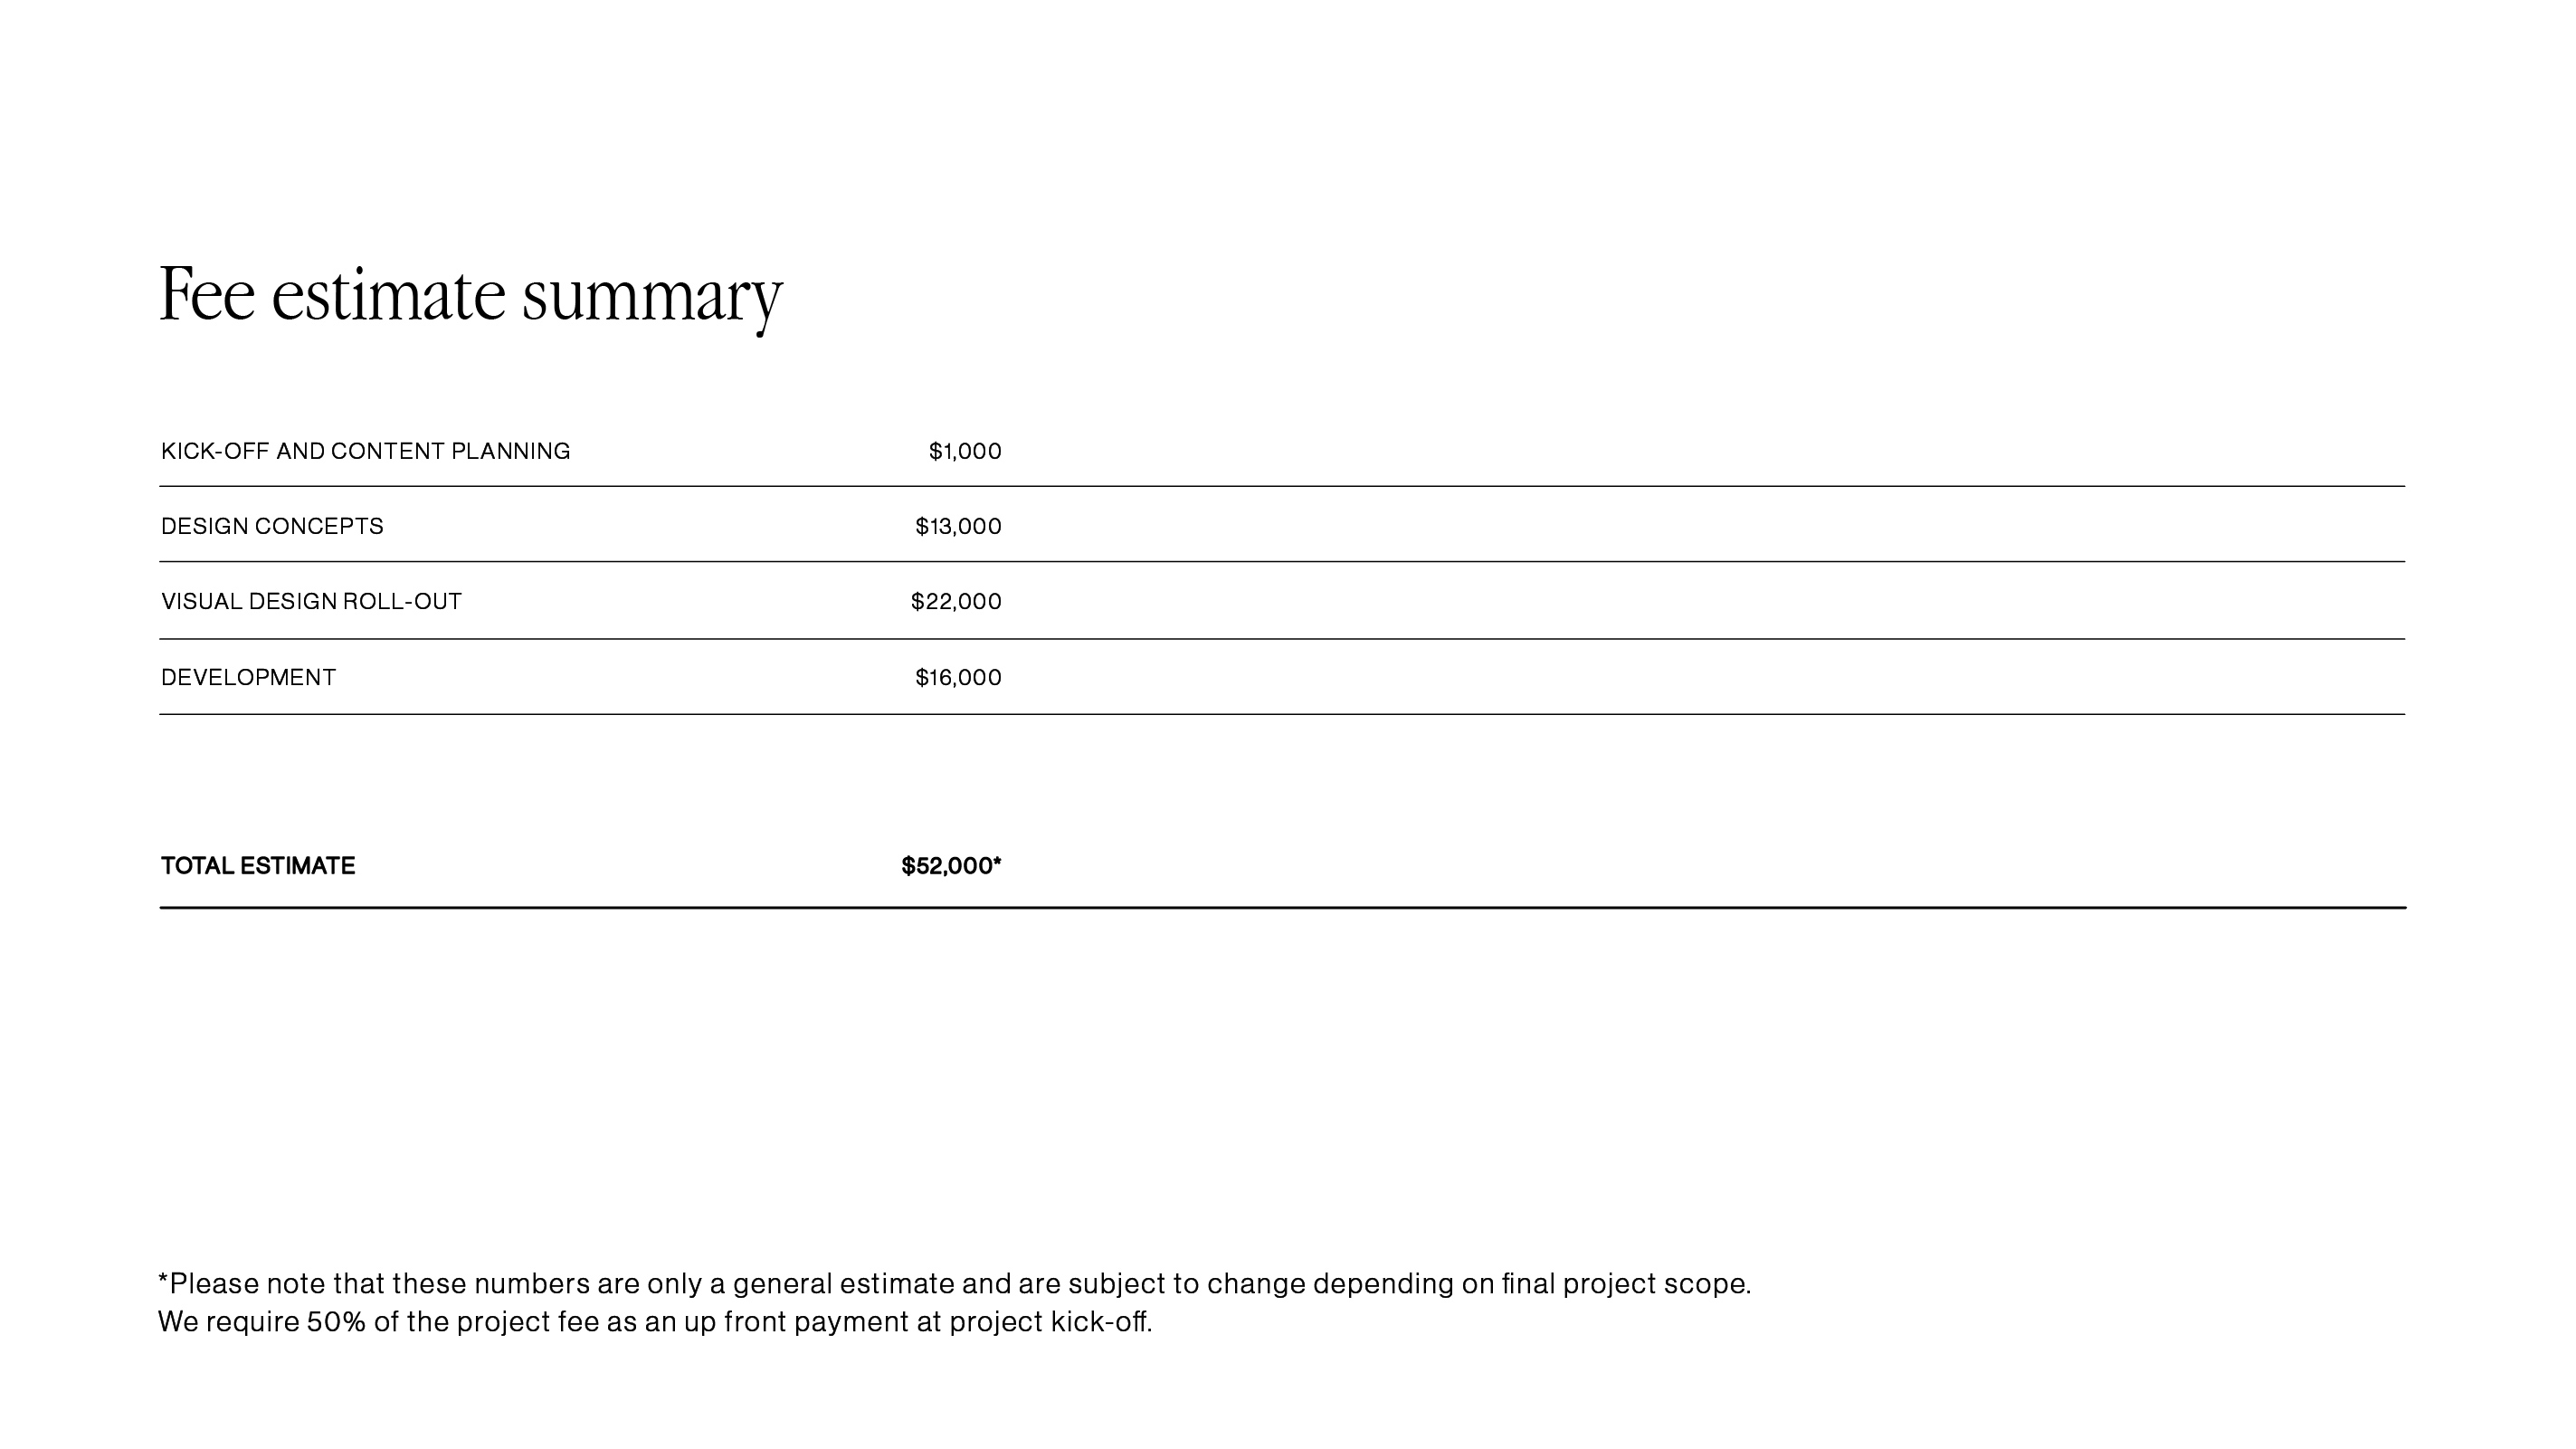 Fee estimate summary
KICK-OFF AND CONTENT PLANNING $1,000
DESIGN CONCEPTS $13,000
VISUAL DESIGN ROLL-OUT $22,000
DEVELOPMENT $16,000
TOTAL ESTIMATE $52,000*
*Please note that these numbers are only a general estimate and are subject to change depending on final project scope.
We require 50% of the project fee as an up front payment at project kick-off.